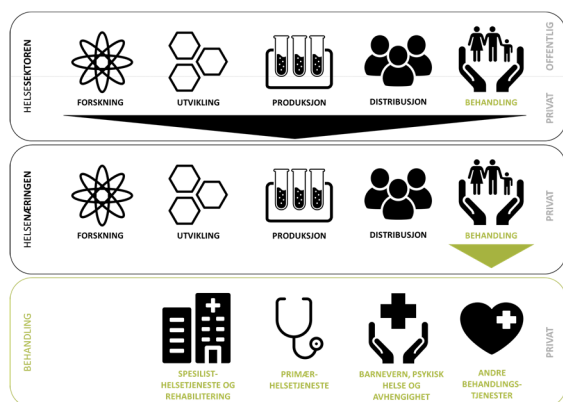 HELSESEKTOREN
FORSKNING
UTVIKLING
PRODUKSJON
DISTRIBUSJON
BEHANDLING
OFFENTLIG
PRIVAT
HELSENÆRINGEN
FORSKNING
UTVIKLING
PRODUKSJON
DISTRIBUSJON
BEHANDLING
PRIVAT
BEHANDLING
SPESILIST-
HELSETJENESTE OG
REHABILITERING
PRIMÆR-
HELSETJENESTE
BARNEVERN, PSYKISK
HELSE OG
AVHENGIGHET
ANDRE
BEHANDLINGS-
TJENESTER
PRIVAT